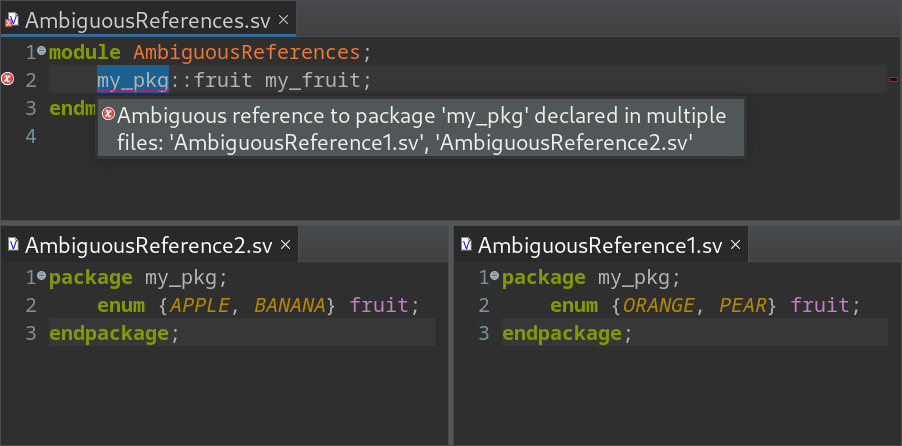 AmbiguousReferences.sv ×
1 module AmbiguousReferences;
2 my_pkg::fruit my_fruit;
3 endm
Ambiguous reference to package 'my_pkg' declared in multiple
files: 'AmbiguousReference1.sv', 'AmbiguousReference2.sv'
4
AmbiguousReference2.sv ×
1 package my_pkg;
2 enum {APPLE, BANANA} fruit;
3 endpackage;
AmbiguousReference1.sv ×
1 package my_pkg;
2 enum {ORANGE, PEAR} fruit;
3 endpackage;